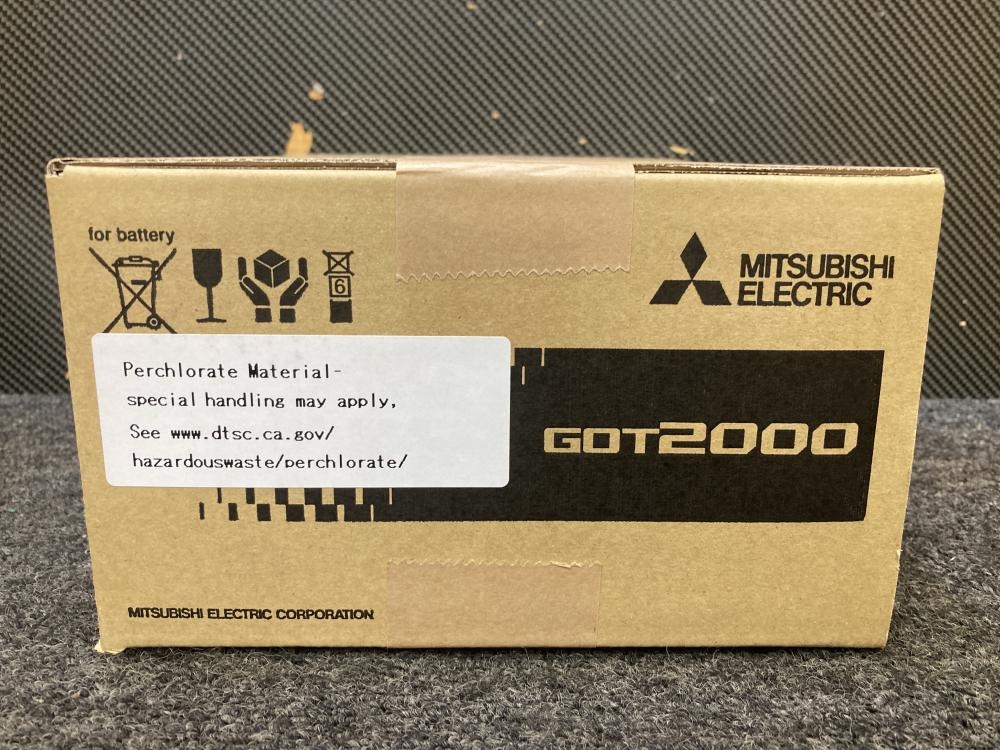 for battery
6
MITSUBISHI
ELECTRIC
Perchlorate Material-
special handling may apply,
See www.dtsc.ca.gov/
hazardouswaste/perchlorate/
GOT2000
MITSUBISHI ELECTRIC CORPORATION